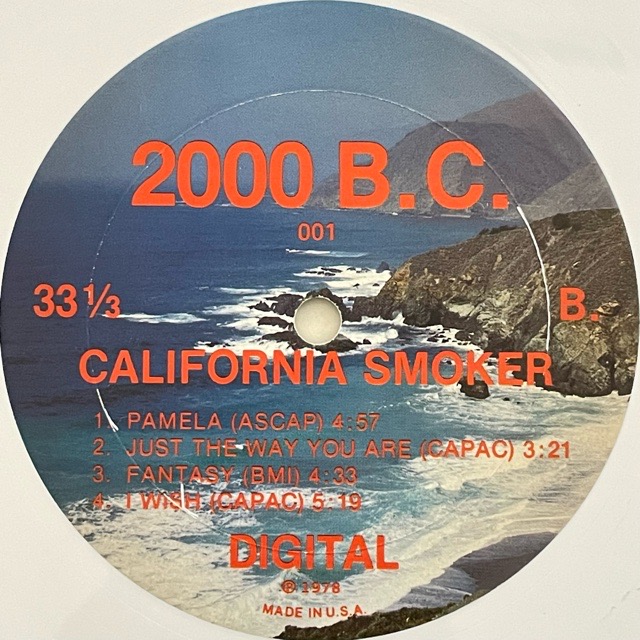 2000 B.C.
001
33⅓ B.
CALIFORNIA SMOKER
1. PAMELA (ASCAP) 4:57
2. JUST THE WAY YOU ARE (CAPAC) 3:21
3. FANTASY (BMI) 4:33
4. I WISH (CAPAC) 5:19
DIGITAL
℗ 1978
MADE IN U.S.A.